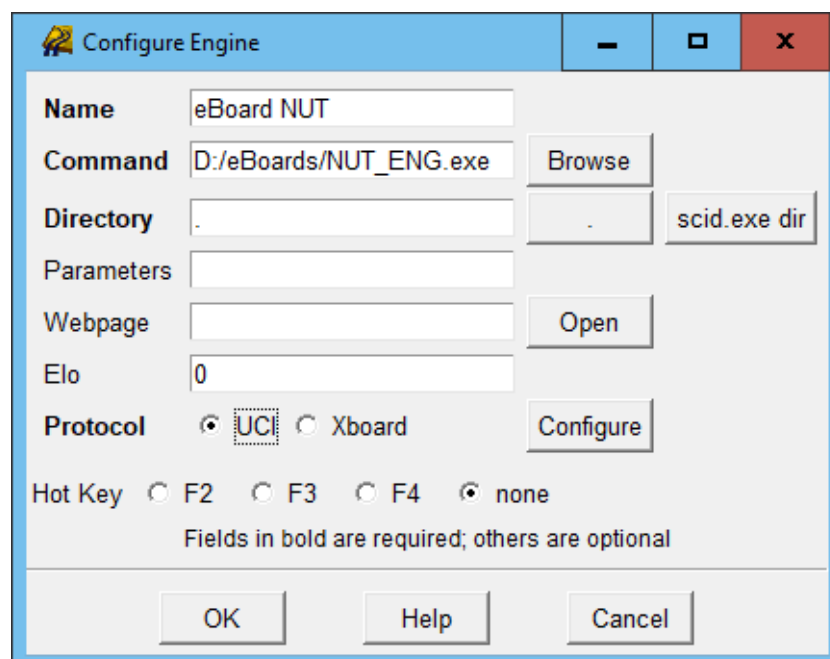 Configure Engine
Name eBoard NUT
Command D:/eBoards/NUT_ENG.exe Browse
Directory . . scid.exe dir
Parameters
Webpage Open
Elo 0
Protocol UCI Xboard Configure
Hot Key F2 F3 F4 none
Fields in bold are required; others are optional
OK Help Cancel